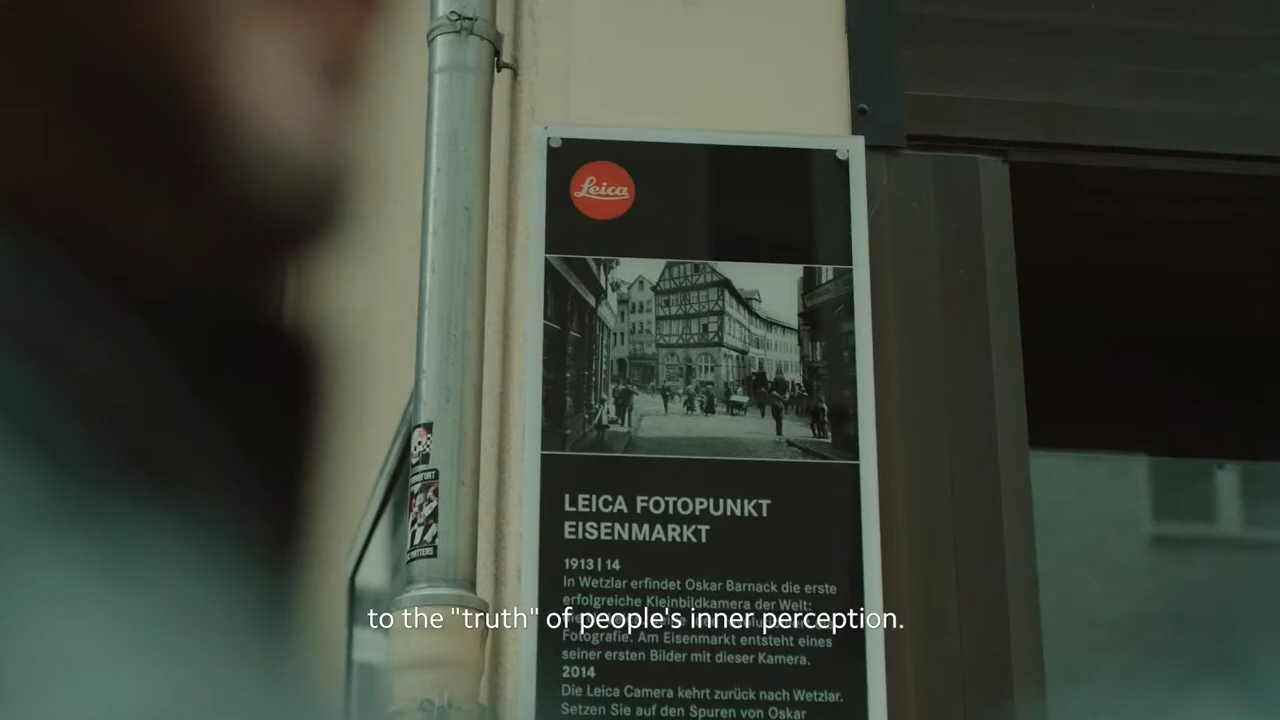 Leica
LEICA FOTOPUNKT
EISENMARKT
1913 | 14
In Wetzlar erfindet Oskar Barnack die erste
erfolgreiche Kleinbildkamera der Welt:
to the "truth" of people's inner perception.
Fotografie. Am Eisenmarkt entsteht eines
seiner ersten Bilder mit dieser Kamera.
2014
Die Leica Camera kehrt zurück nach Wetzlar.
Setzen Sie auf den Spuren von Oskar